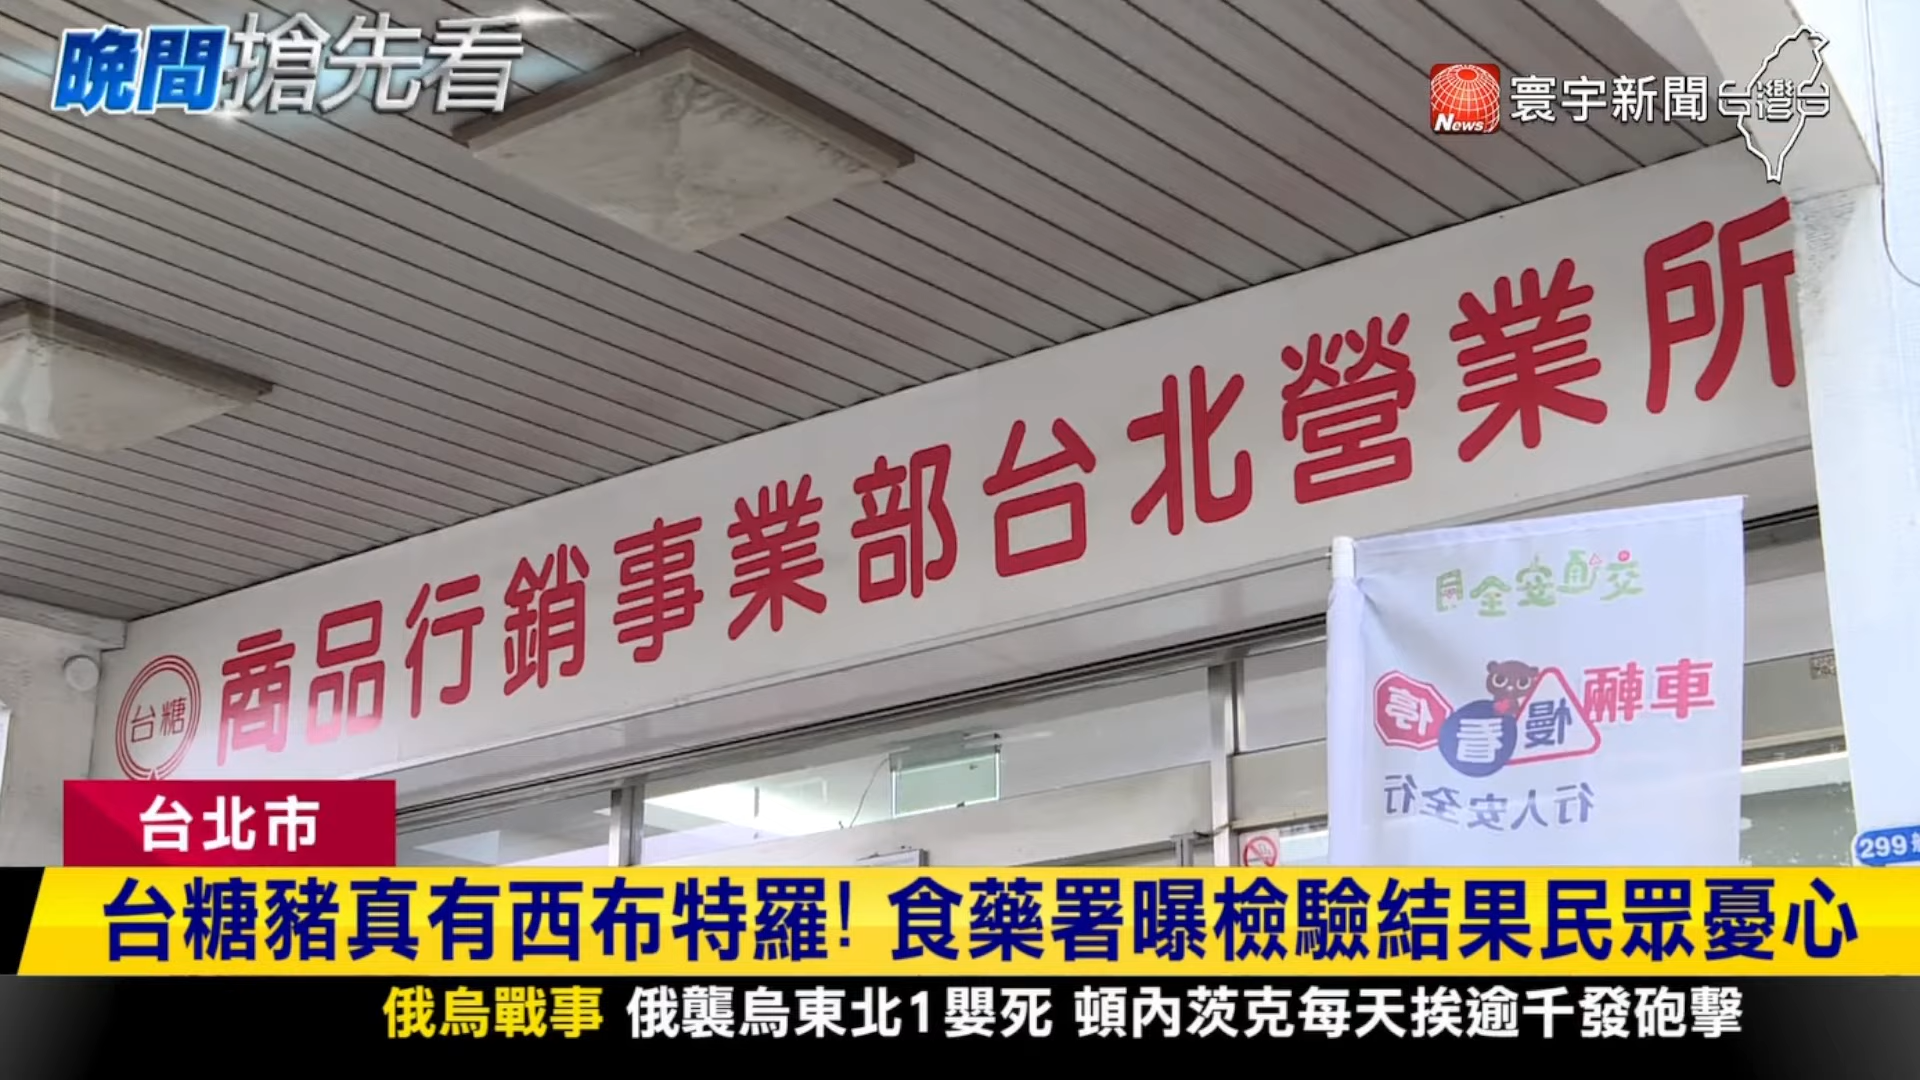 晚間搶先看
News 寰宇新聞 台灣台
商品行銷事業部台北營業所
台糖
交通安全月
車輛慢看停
行人安全行
299
台北市
台糖豬真有西布特羅! 食藥署曝檢驗結果民眾憂心
俄烏戰事 俄襲烏東北1嬰死 頓內茨克每天挨逾千發砲擊